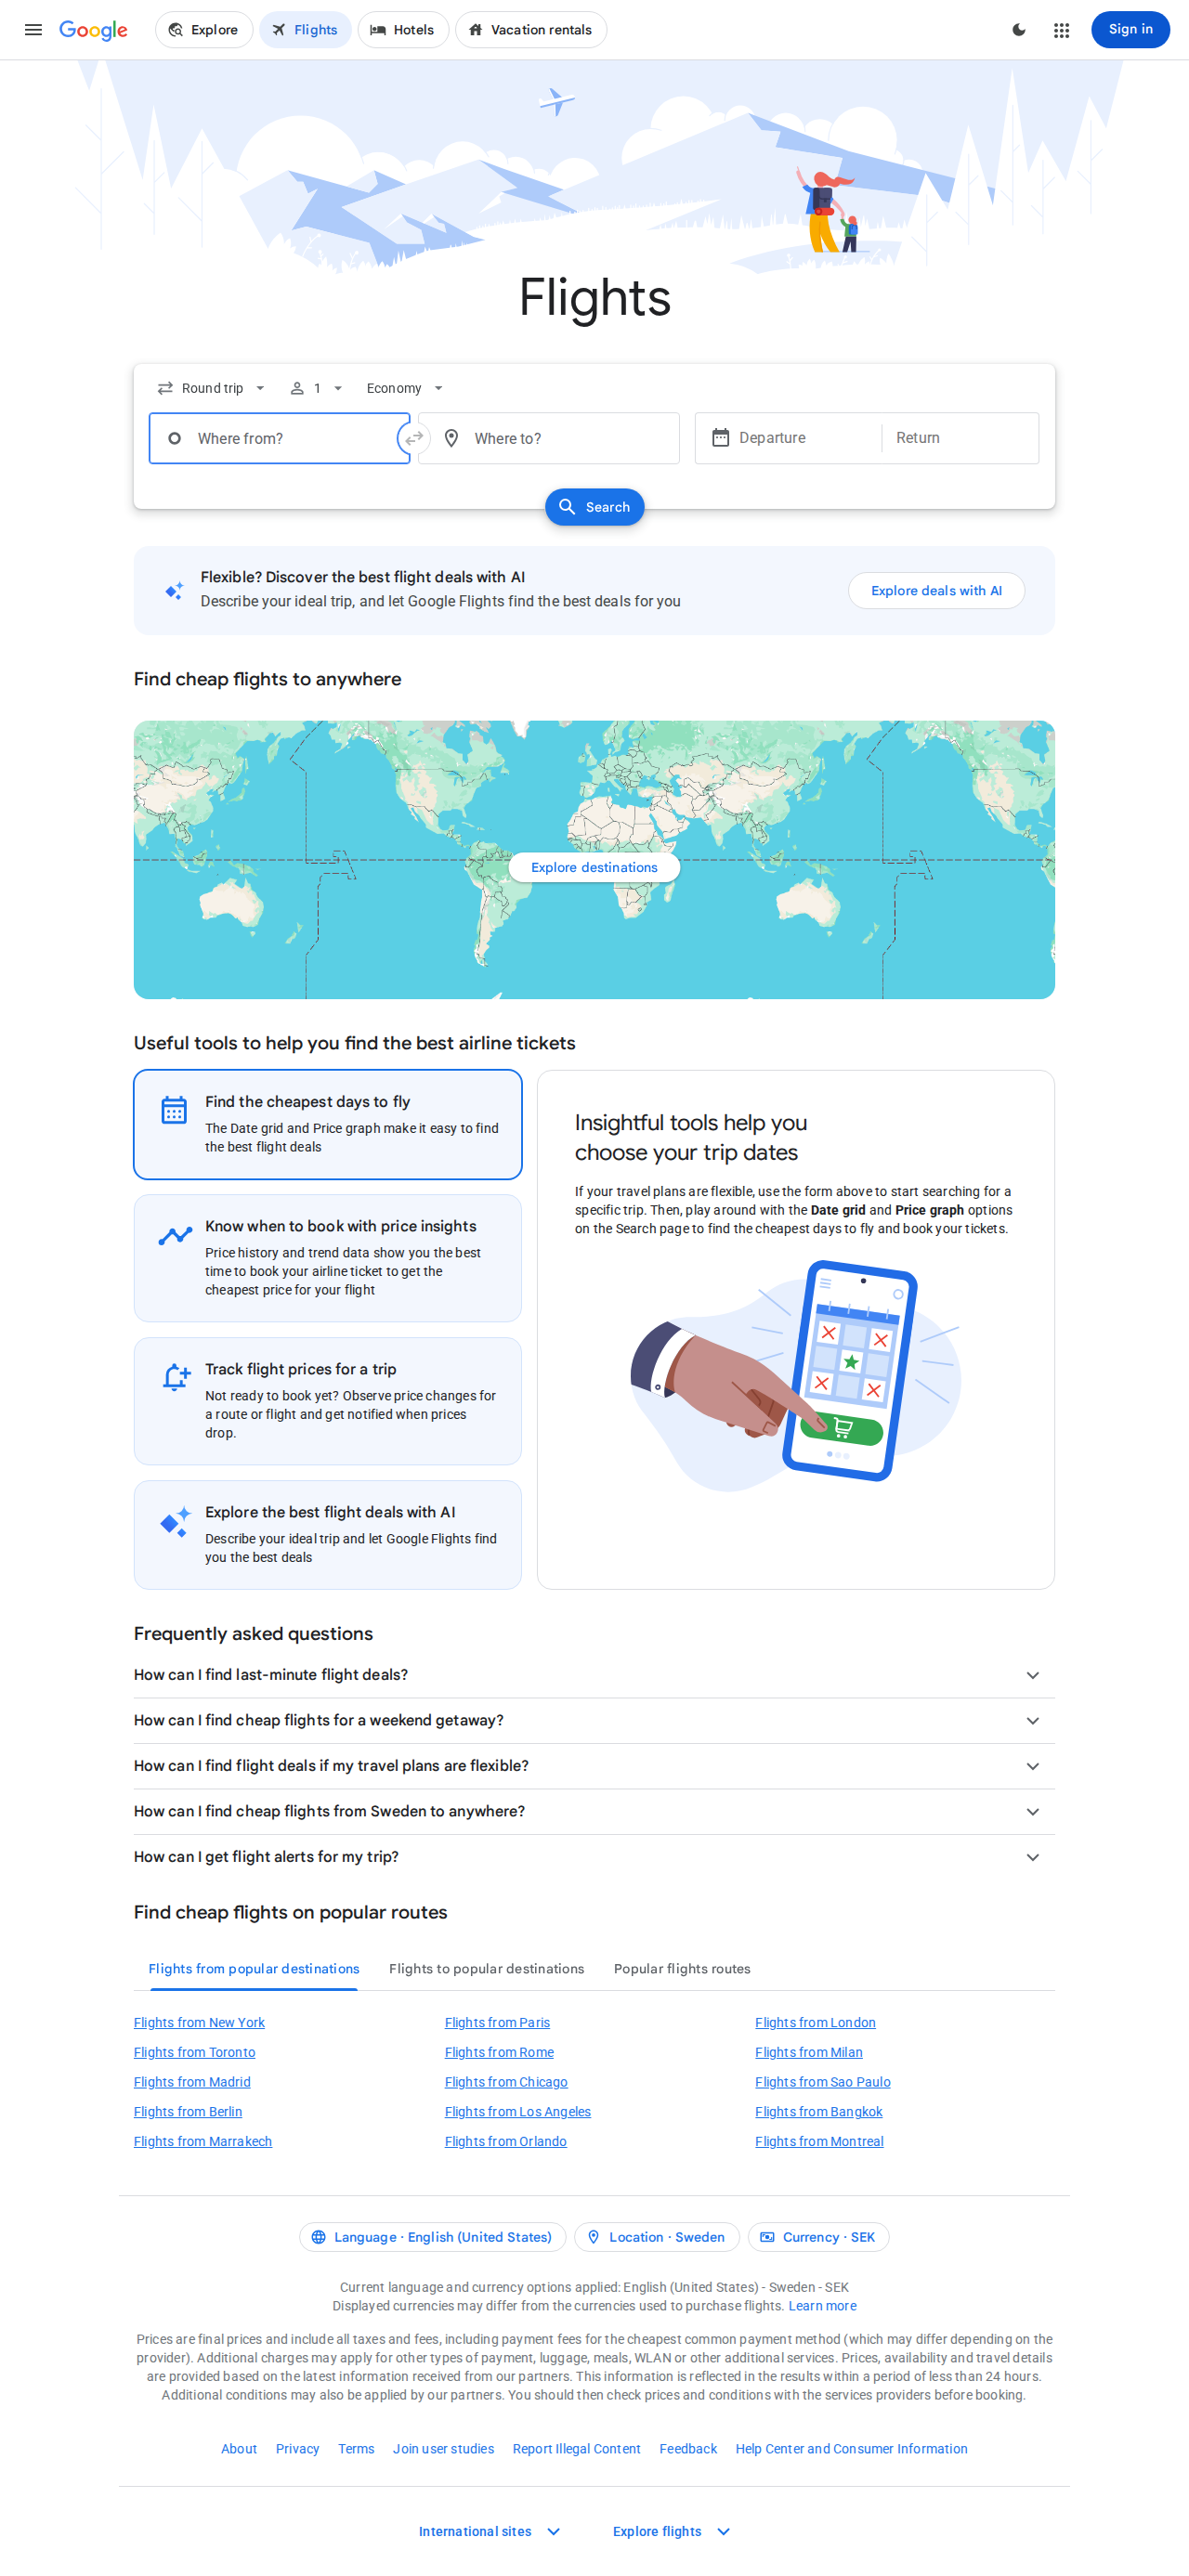 Google
Explore
Flights
Hotels
Vacation rentals
Sign in
Flights
Round trip
1
Economy
Where from?
Where to?
Departure
Return
Search
Flexible? Discover the best flight deals with AI
Describe your ideal trip, and let Google Flights find the best deals for you
Explore deals with AI
Find cheap flights to anywhere
Explore destinations
Useful tools to help you find the best airline tickets
Find the cheapest days to fly
The Date grid and Price graph make it easy to find
the best flight deals
Know when to book with price insights
Price history and trend data show you the best
time to book your airline ticket to get the
cheapest price for your flight
Track flight prices for a trip
Not ready to book yet? Observe price changes for
a route or flight and get notified when prices
drop.
Explore the best flight deals with AI
Describe your ideal trip and let Google Flights find
you the best deals
Insightful tools help you
choose your trip dates
If your travel plans are flexible, use the form above to start searching for a
specific trip. Then, play around with the Date grid and Price graph options
on the Search page to find the cheapest days to fly and book your tickets.
Frequently asked questions
How can I find last-minute flight deals?
How can I find cheap flights for a weekend getaway?
How can I find flight deals if my travel plans are flexible?
How can I find cheap flights from Sweden to anywhere?
How can I get flight alerts for my trip?
Find cheap flights on popular routes
Flights from popular destinations
Flights to popular destinations
Popular flights routes
Flights from New York
Flights from Paris
Flights from London
Flights from Toronto
Flights from Rome
Flights from Milan
Flights from Madrid
Flights from Chicago
Flights from Sao Paulo
Flights from Berlin
Flights from Los Angeles
Flights from Bangkok
Flights from Marrakech
Flights from Orlando
Flights from Montreal
Language · English (United States)
Location · Sweden
Currency · SEK
Current language and currency options applied: English (United States) - Sweden - SEK
Displayed currencies may differ from the currencies used to purchase flights. Learn more
Prices are final prices and include all taxes and fees, including payment fees for the cheapest common payment method (which may differ depending on the
provider). Additional charges may apply for other types of payment, luggage, meals, WLAN or other additional services. Prices, availability and travel details
are provided based on the latest information received from our partners. This information is reflected in the results within a period of less than 24 hours.
Additional conditions may also be applied by our partners. You should then check prices and conditions with the services providers before booking.
About
Privacy
Terms
Join user studies
Report Illegal Content
Feedback
Help Center and Consumer Information
International sites
Explore flights